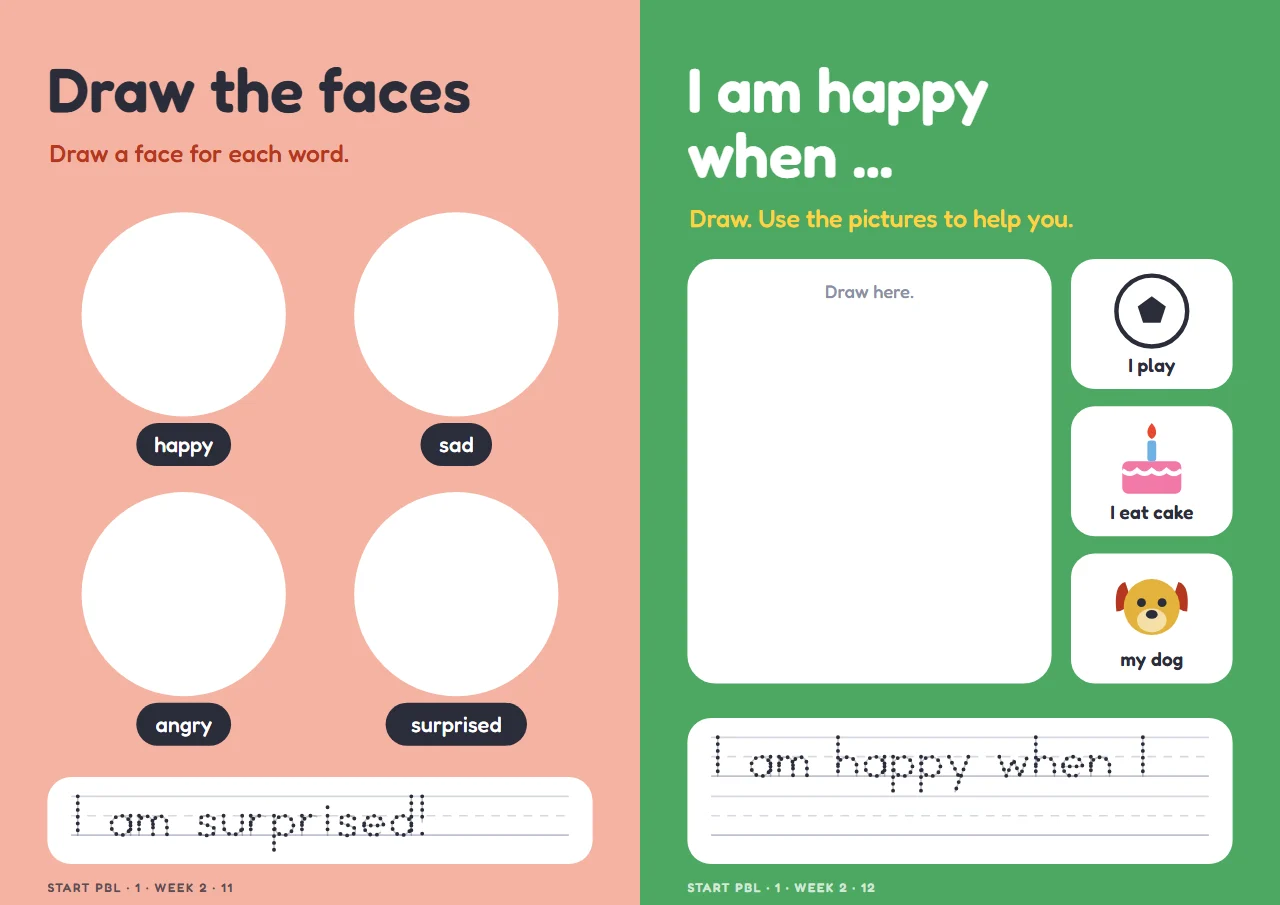 Draw the faces
Draw a face for each word.
happy
sad
angry
surprised
I am surprised!
START PBL · 1 · WEEK 2 · 11
I am happy
when ...
Draw. Use the pictures to help you.
Draw here.
I play
I eat cake
my dog
I am happy when I
START PBL · 1 · WEEK 2 · 12